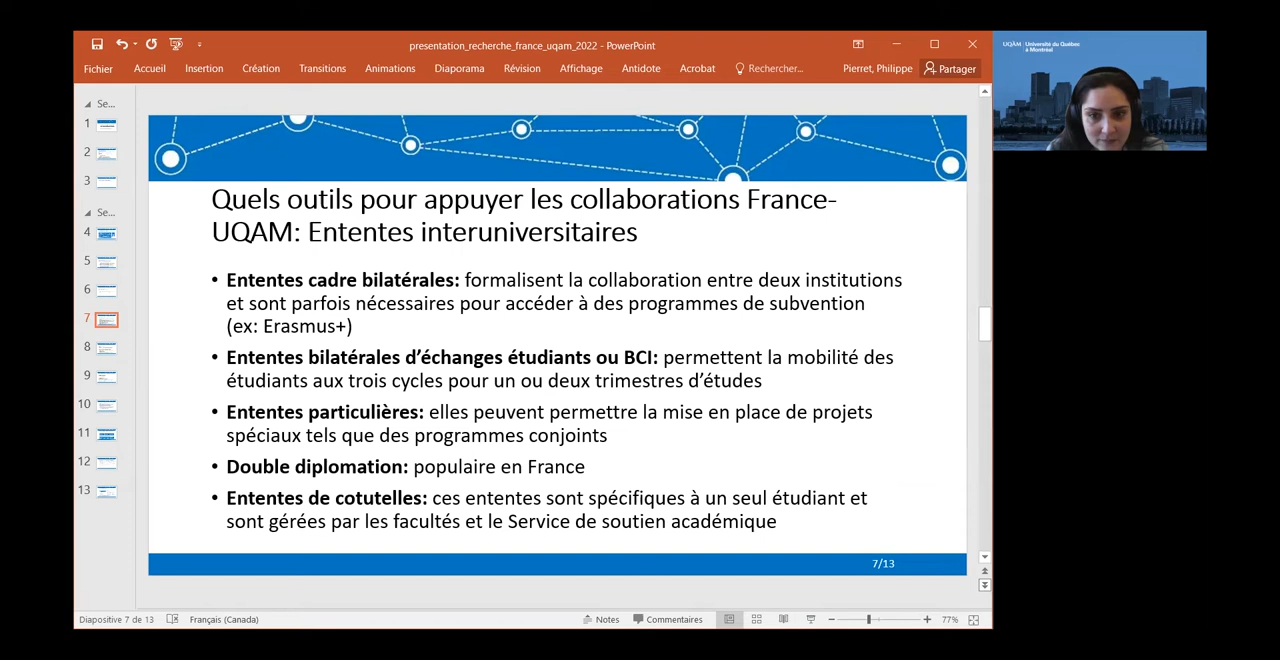 presentation_recherche_france_uqam_2022 - PowerPoint
Fichier Accueil Insertion Création Transitions Animations Diaporama Révision Affichage Antidote Acrobat Rechercher... Pierret, Philippe Partager
UQÀM Université du Québec
à Montréal
Se...
1
2
3
Se...
4
5
6
7
8
9
10
11
12
13
Quels outils pour appuyer les collaborations France-
UQAM: Ententes interuniversitaires
• Ententes cadre bilatérales: formalisent la collaboration entre deux institutions
et sont parfois nécessaires pour accéder à des programmes de subvention
(ex: Erasmus+)
• Ententes bilatérales d’échanges étudiants ou BCI: permettent la mobilité des
étudiants aux trois cycles pour un ou deux trimestres d’études
• Ententes particulières: elles peuvent permettre la mise en place de projets
spéciaux tels que des programmes conjoints
• Double diplomation: populaire en France
• Ententes de cotutelles: ces ententes sont spécifiques à un seul étudiant et
sont gérées par les facultés et le Service de soutien académique
7/13
Diapositive 7 de 13 Français (Canada) Notes Commentaires 77%